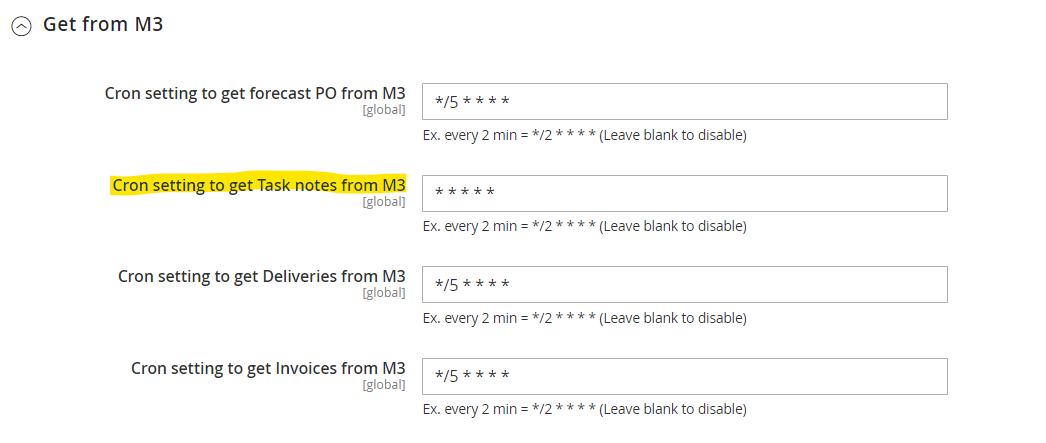 Get from M3
Cron setting to get forecast PO from M3
[global]
*/5 * * * *
Ex. every 2 min = */2 * * * * (Leave blank to disable)
Cron setting to get Task notes from M3
[global]
* * * * *
Ex. every 2 min = */2 * * * * (Leave blank to disable)
Cron setting to get Deliveries from M3
[global]
*/5 * * * *
Ex. every 2 min = */2 * * * * (Leave blank to disable)
Cron setting to get Invoices from M3
[global]
*/5 * * * *
Ex. every 2 min = */2 * * * * (Leave blank to disable)